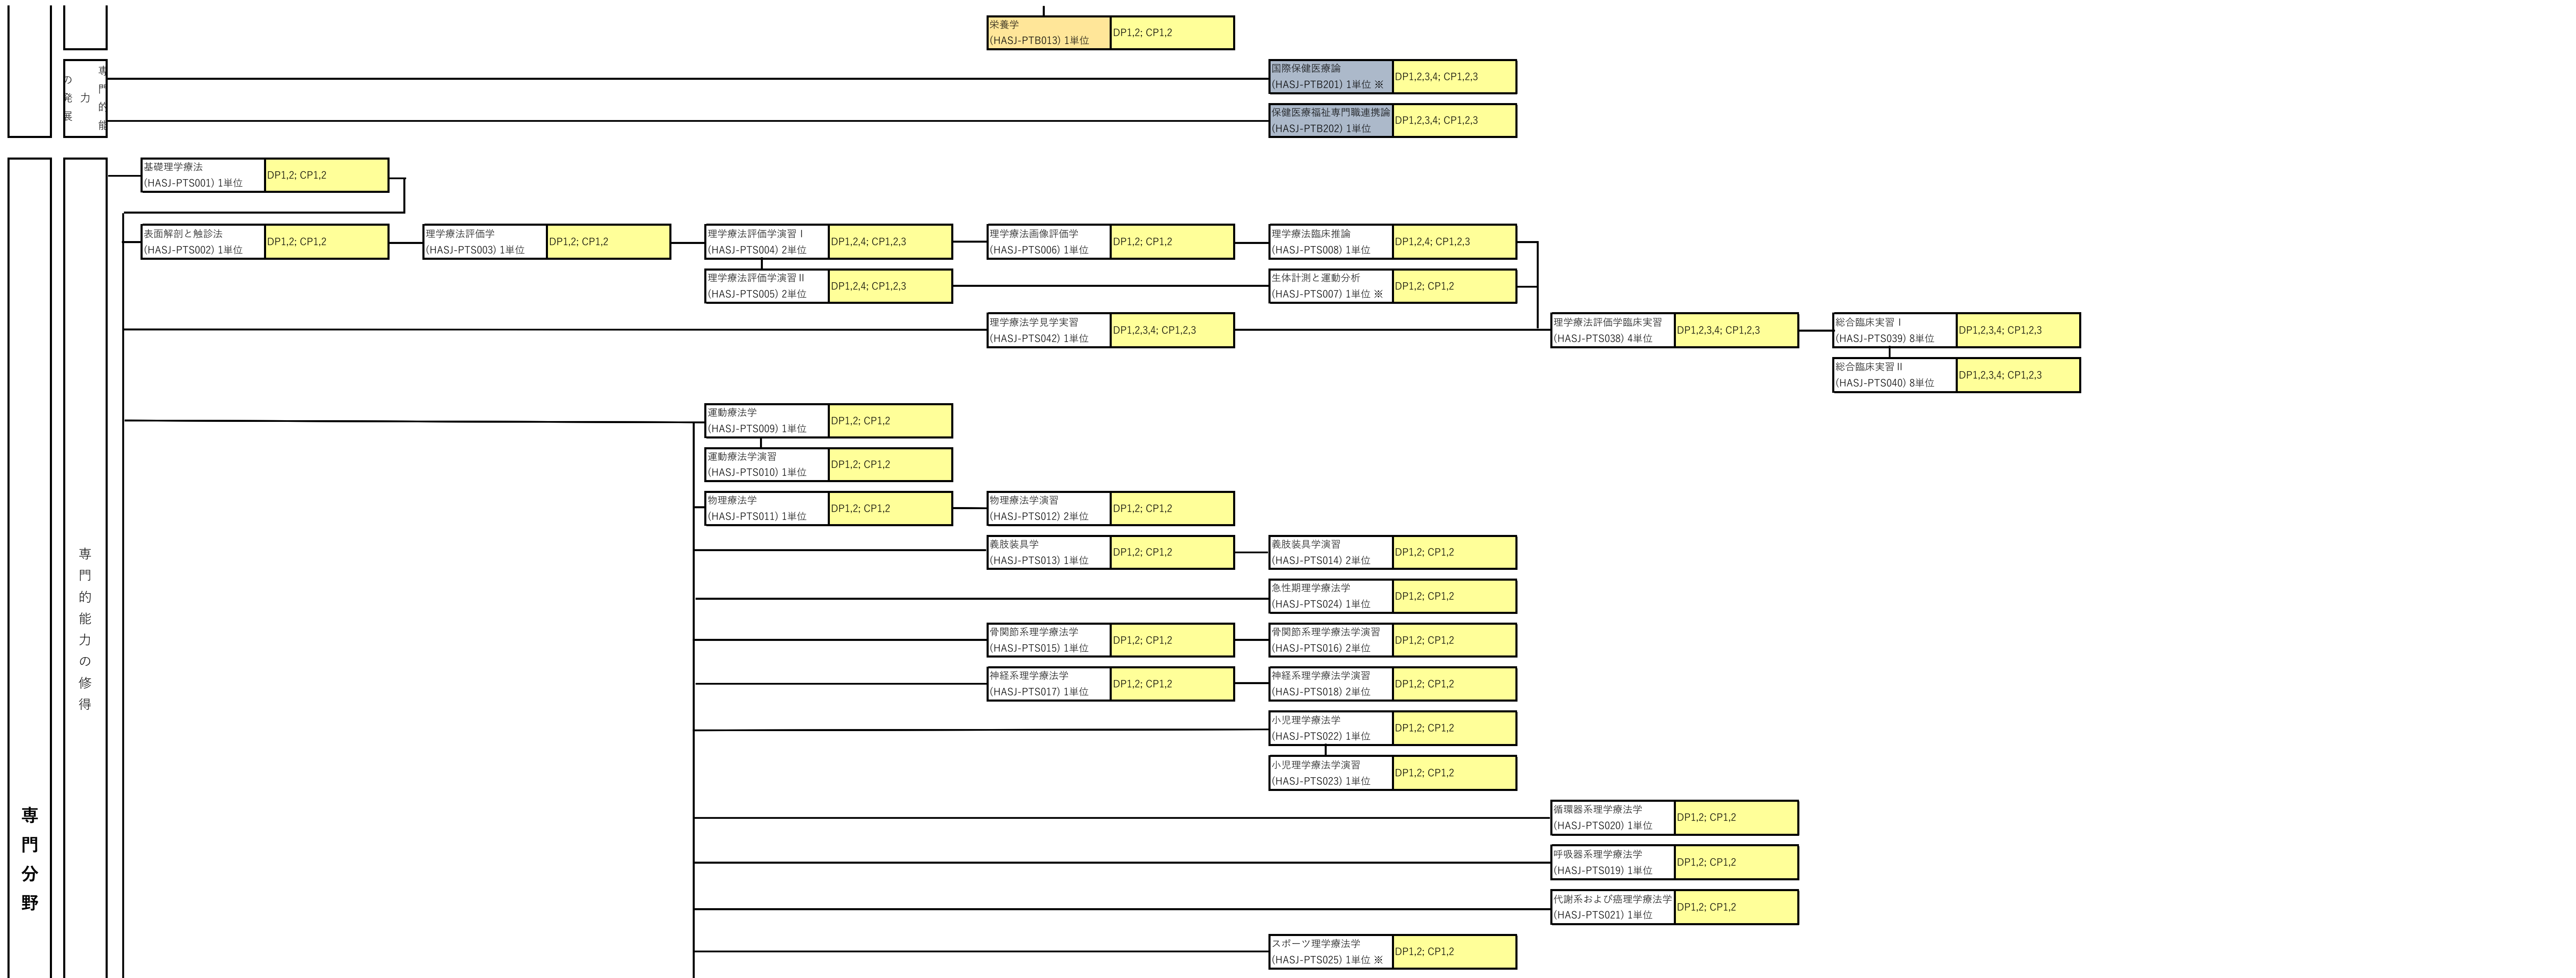 栄養学
(HASJ-PTB013) 1単位
DP1,2; CP1,2
専門的能力の発展
国際保健医療論
(HASJ-PTB201) 1単位 ※
DP1,2,3,4; CP1,2,3
保健医療福祉専門職連携論
(HASJ-PTB202) 1単位
DP1,2,3,4; CP1,2,3
専門分野
専門的能力の修得
基礎理学療法
(HASJ-PTS001) 1単位
DP1,2; CP1,2
表面解剖と触診法
(HASJ-PTS002) 1単位
DP1,2; CP1,2
理学療法評価学
(HASJ-PTS003) 1単位
DP1,2; CP1,2
理学療法評価学演習Ⅰ
(HASJ-PTS004) 2単位
DP1,2,4; CP1,2,3
理学療法画像評価学
(HASJ-PTS006) 1単位
DP1,2; CP1,2
理学療法臨床推論
(HASJ-PTS008) 1単位
DP1,2,4; CP1,2,3
理学療法評価学演習Ⅱ
(HASJ-PTS005) 2単位
DP1,2,4; CP1,2,3
生体計測と運動分析
(HASJ-PTS007) 1単位 ※
DP1,2; CP1,2
理学療法学見学実習
(HASJ-PTS042) 1単位
DP1,2,3,4; CP1,2,3
理学療法評価学臨床実習
(HASJ-PTS038) 4単位
DP1,2,3,4; CP1,2,3
総合臨床実習Ⅰ
(HASJ-PTS039) 8単位
DP1,2,3,4; CP1,2,3
総合臨床実習Ⅱ
(HASJ-PTS040) 8単位
DP1,2,3,4; CP1,2,3
運動療法学
(HASJ-PTS009) 1単位
DP1,2; CP1,2
運動療法学演習
(HASJ-PTS010) 1単位
DP1,2; CP1,2
物理療法学
(HASJ-PTS011) 1単位
DP1,2; CP1,2
物理療法学演習
(HASJ-PTS012) 2単位
DP1,2; CP1,2
義肢装具学
(HASJ-PTS013) 1単位
DP1,2; CP1,2
義肢装具学演習
(HASJ-PTS014) 2単位
DP1,2; CP1,2
急性期理学療法学
(HASJ-PTS024) 1単位
DP1,2; CP1,2
骨関節系理学療法学
(HASJ-PTS015) 1単位
DP1,2; CP1,2
骨関節系理学療法学演習
(HASJ-PTS016) 2単位
DP1,2; CP1,2
神経系理学療法学
(HASJ-PTS017) 1単位
DP1,2; CP1,2
神経系理学療法学演習
(HASJ-PTS018) 2単位
DP1,2; CP1,2
小児理学療法学
(HASJ-PTS022) 1単位
DP1,2; CP1,2
小児理学療法学演習
(HASJ-PTS023) 1単位
DP1,2; CP1,2
循環器系理学療法学
(HASJ-PTS020) 1単位
DP1,2; CP1,2
呼吸器系理学療法学
(HASJ-PTS019) 1単位
DP1,2; CP1,2
代謝系および癌理学療法学
(HASJ-PTS021) 1単位
DP1,2; CP1,2
スポーツ理学療法学
(HASJ-PTS025) 1単位 ※
DP1,2; CP1,2